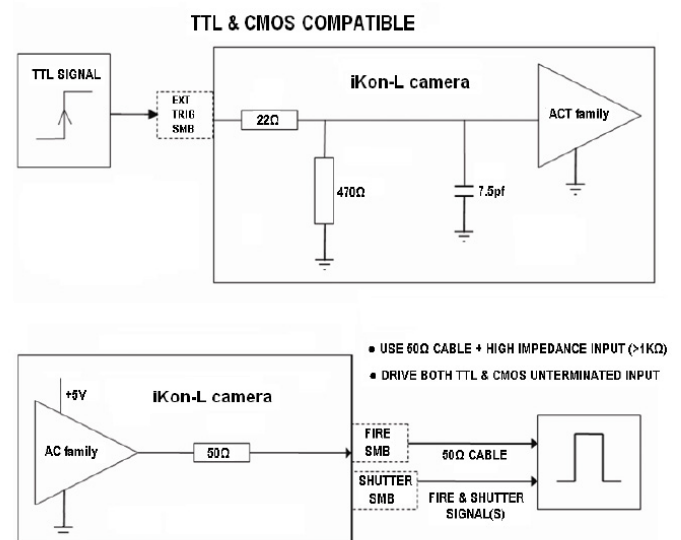 TTL & CMOS COMPATIBLE
TTL SIGNAL
EXT
TRIG
SMB
iKon-L camera
22Ω
470Ω
7.5pf
ACT family
● USE 50Ω CABLE + HIGH IMPEDANCE INPUT (>1KΩ)
● DRIVE BOTH TTL & CMOS UNTERMINATED INPUT
+5V
iKon-L camera
AC family
50Ω
FIRE
SMB
SHUTTER
SMB
50Ω CABLE
FIRE & SHUTTER
SIGNAL(S)